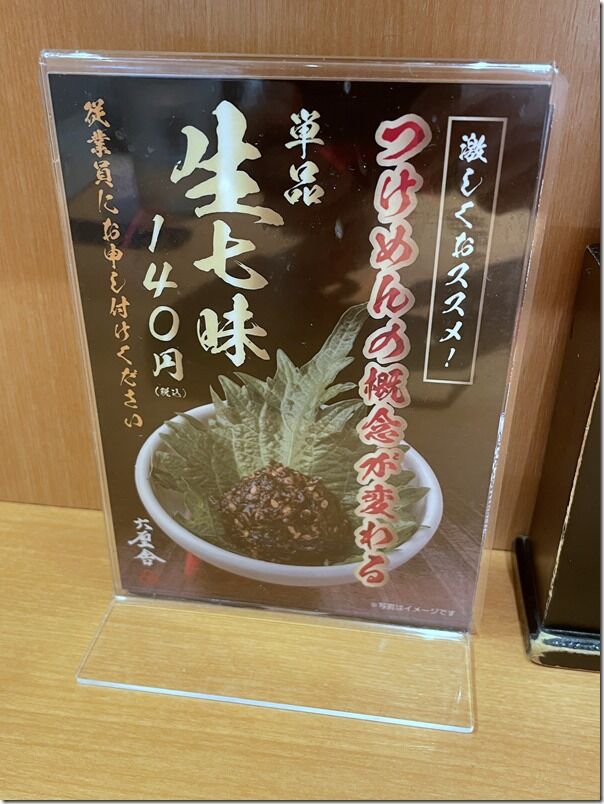 激しくおススメ!
つけめんの概念が変わる
単品
生七味
140円
(税込)
従業員にお申し付けください
六厘舎
※写真はイメージです